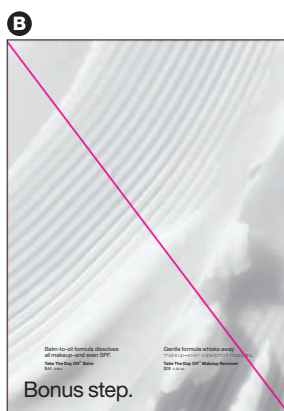 B
Balm-to-oil formula dissolves
all makeup–and even SPF.
Take The Day Off™ Balm
Gentle formula whisks away
makeup—even waterproof mascara.
Take The Day Off™ Makeup Remover
Bonus step.